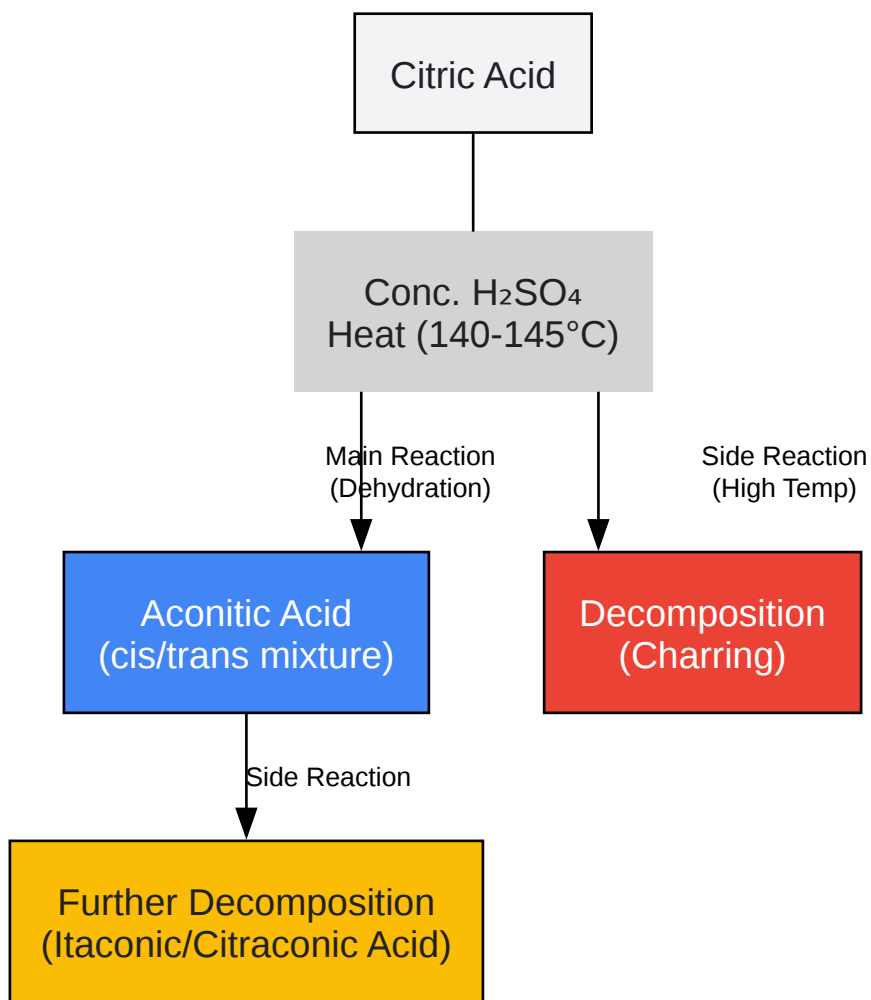 Citric Acid
Conc. H₂SO₄
Heat (140-145°C)
Main Reaction
(Dehydration)
Side Reaction
(High Temp)
Aconitic Acid
(cis/trans mixture)
Decomposition
(Charring)
Side Reaction
Further Decomposition
(Itaconic/Citraconic Acid)